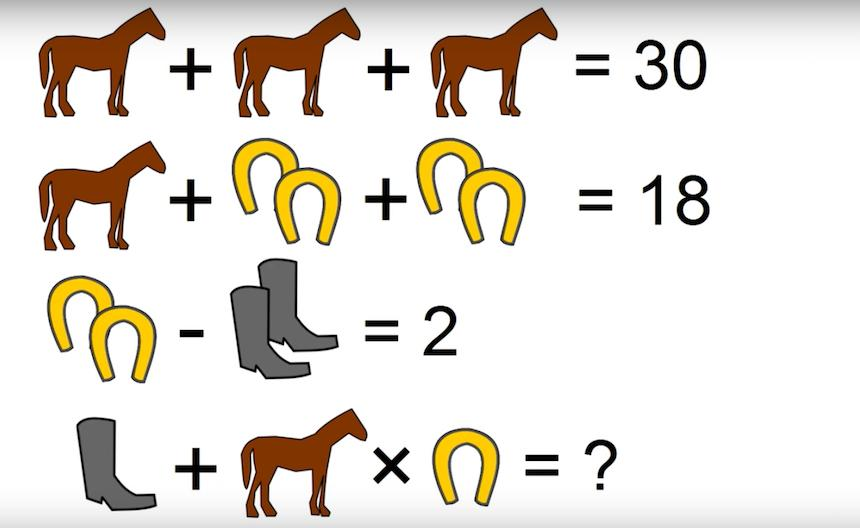 + + = 30
+ + = 18
- = 2
+ × = ?